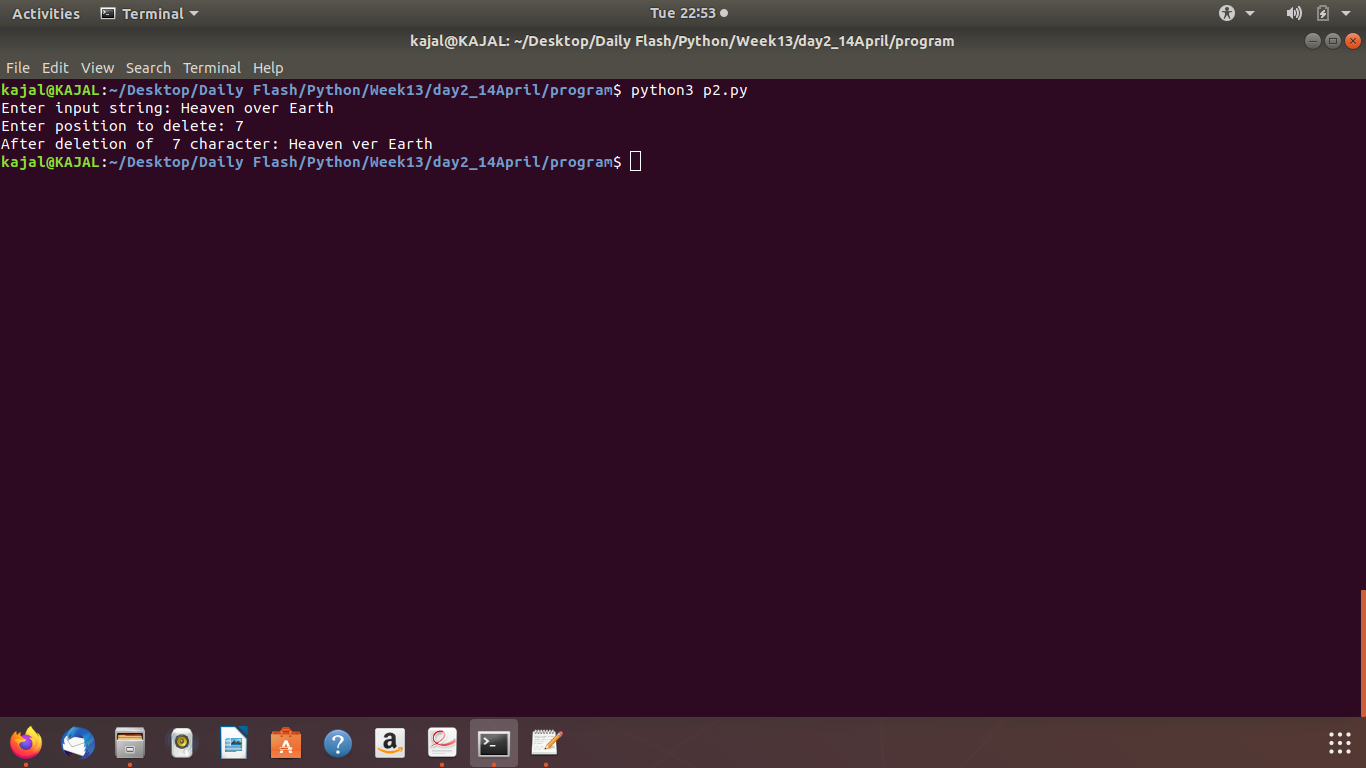 Activities Terminal Tue 22:53
kajal@KAJAL: ~/Desktop/Daily Flash/Python/Week13/day2_14April/program
File Edit View Search Terminal Help
kajal@KAJAL:~/Desktop/Daily Flash/Python/Week13/day2_14April/program$ python3 p2.py
Enter input string: Heaven over Earth
Enter position to delete: 7
After deletion of  7 character: Heaven ver Earth
kajal@KAJAL:~/Desktop/Daily Flash/Python/Week13/day2_14April/program$